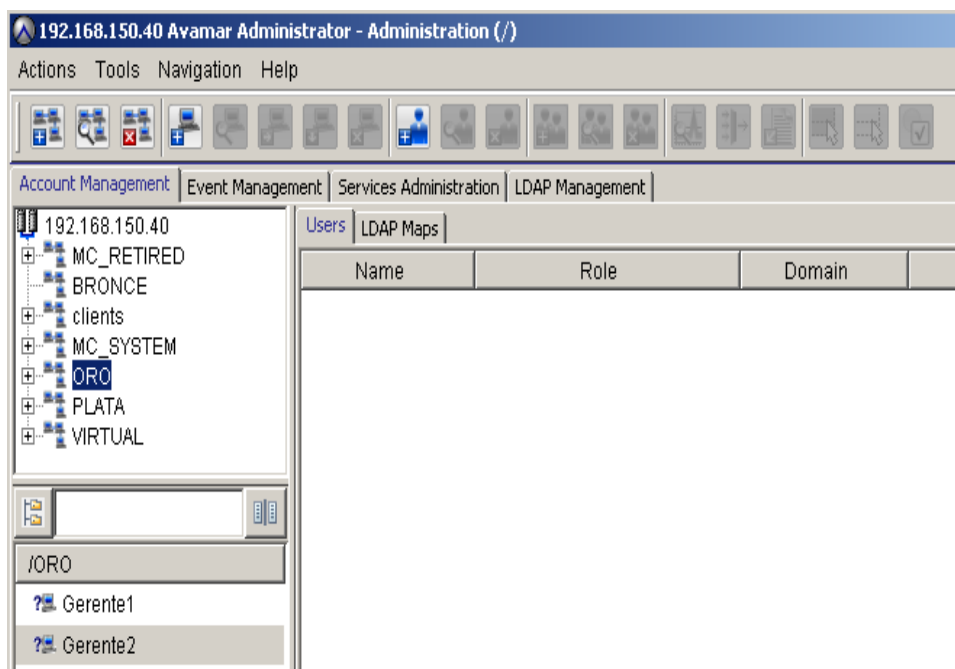 192.168.150.40 Avamar Administrator - Administration (/)
Actions Tools Navigation Help
Account Management Event Management Services Administration LDAP Management
192.168.150.40
MC_RETIRED
BRONCE
clients
MC_SYSTEM
ORO
PLATA
VIRTUAL
Users LDAP Maps
Name Role Domain
/ORO
Gerente1
Gerente2